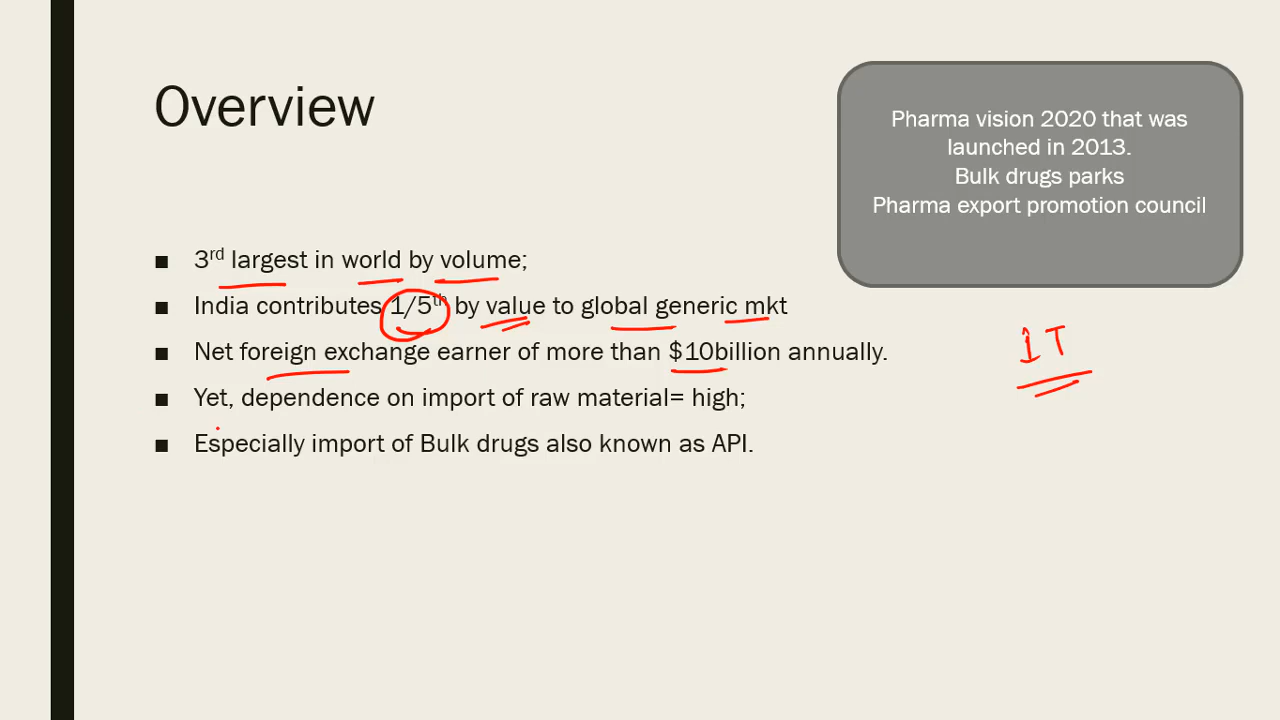 Overview
Pharma vision 2020 that was
launched in 2013.
Bulk drugs parks
Pharma export promotion council
■ 3rd largest in world by volume;
■ India contributes 1/5th by value to global generic mkt
■ Net foreign exchange earner of more than $10billion annually.
■ Yet, dependence on import of raw material= high;
■ Especially import of Bulk drugs also known as API.
IT